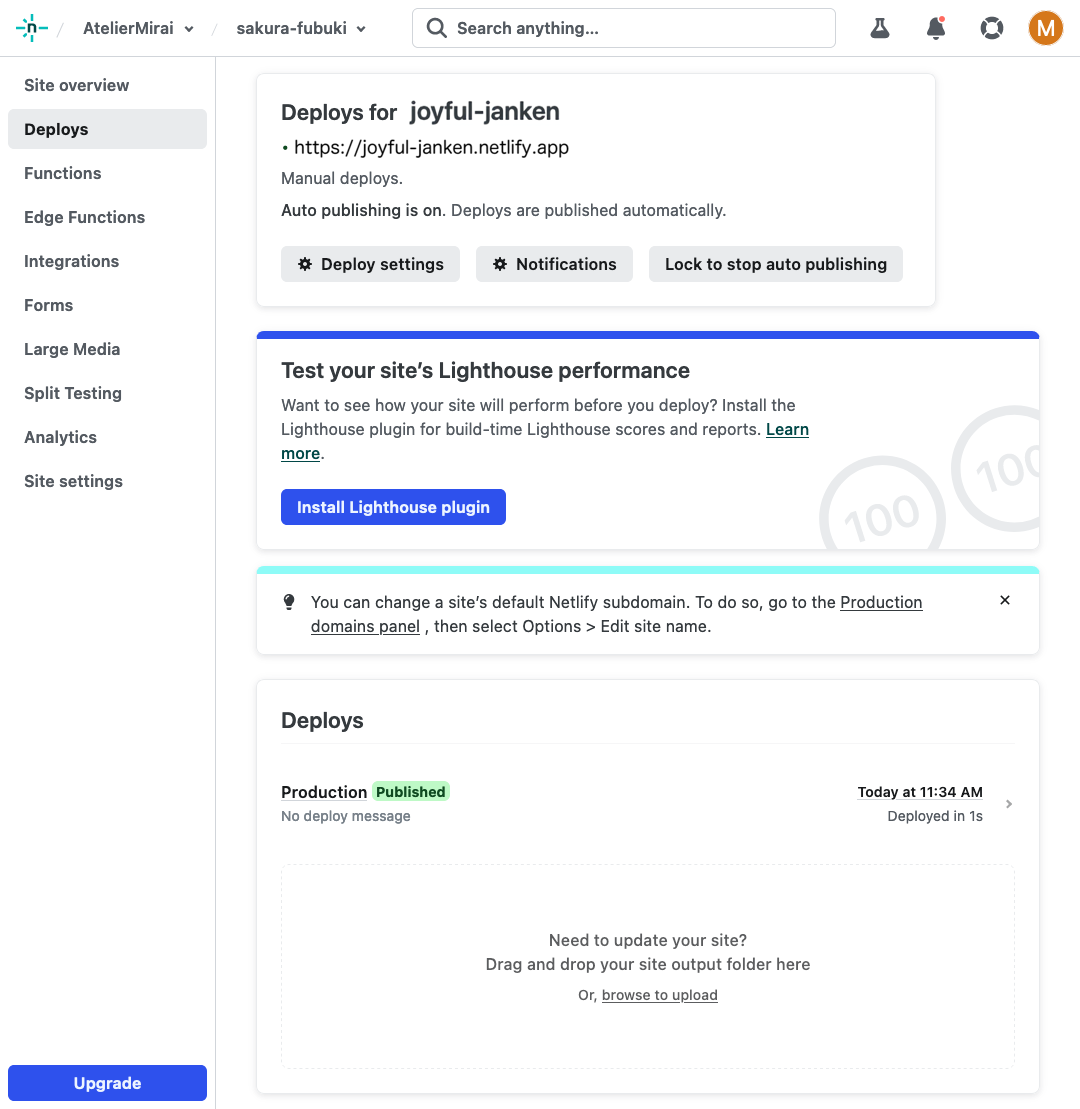 n / AtelierMirai / sakura-fubuki Search anything... M
Site overview
Deploys
Functions
Edge Functions
Integrations
Forms
Large Media
Split Testing
Analytics
Site settings
Upgrade
Deploys for joyful-janken
• https://joyful-janken.netlify.app
Manual deploys.
Auto publishing is on. Deploys are published automatically.
Deploy settings Notifications Lock to stop auto publishing
Test your site’s Lighthouse performance
Want to see how your site will perform before you deploy? Install the
Lighthouse plugin for build-time Lighthouse scores and reports. Learn
more.
Install Lighthouse plugin
100 100
You can change a site’s default Netlify subdomain. To do so, go to the Production
domains panel , then select Options > Edit site name.
Deploys
Production Published Today at 11:34 AM
No deploy message Deployed in 1s
Need to update your site?
Drag and drop your site output folder here
Or, browse to upload